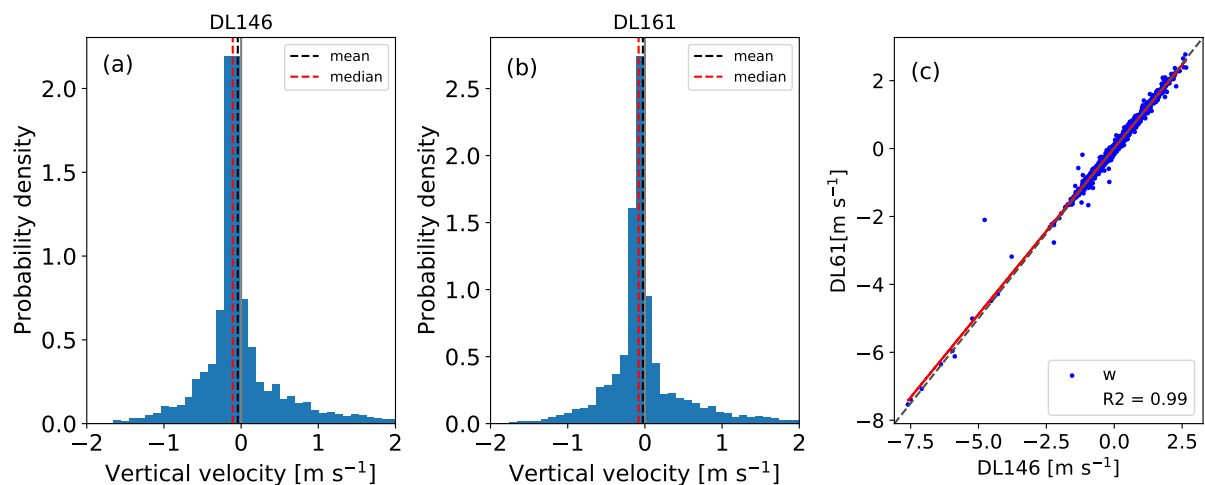 DL146
(a)
mean
median
Probability density
2.0
1.5
1.0
0.5
0.0
−2
−1
0
1
2
Vertical velocity [m s⁻¹]
DL161
(b)
mean
median
Probability density
2.5
2.0
1.5
1.0
0.5
0.0
−2
−1
0
1
2
Vertical velocity [m s⁻¹]
(c)
DL61[m s⁻¹]
2
0
−2
−4
−6
−8
w
R2 = 0.99
−7.5
−5.0
−2.5
0.0
2.5
DL146 [m s⁻¹]